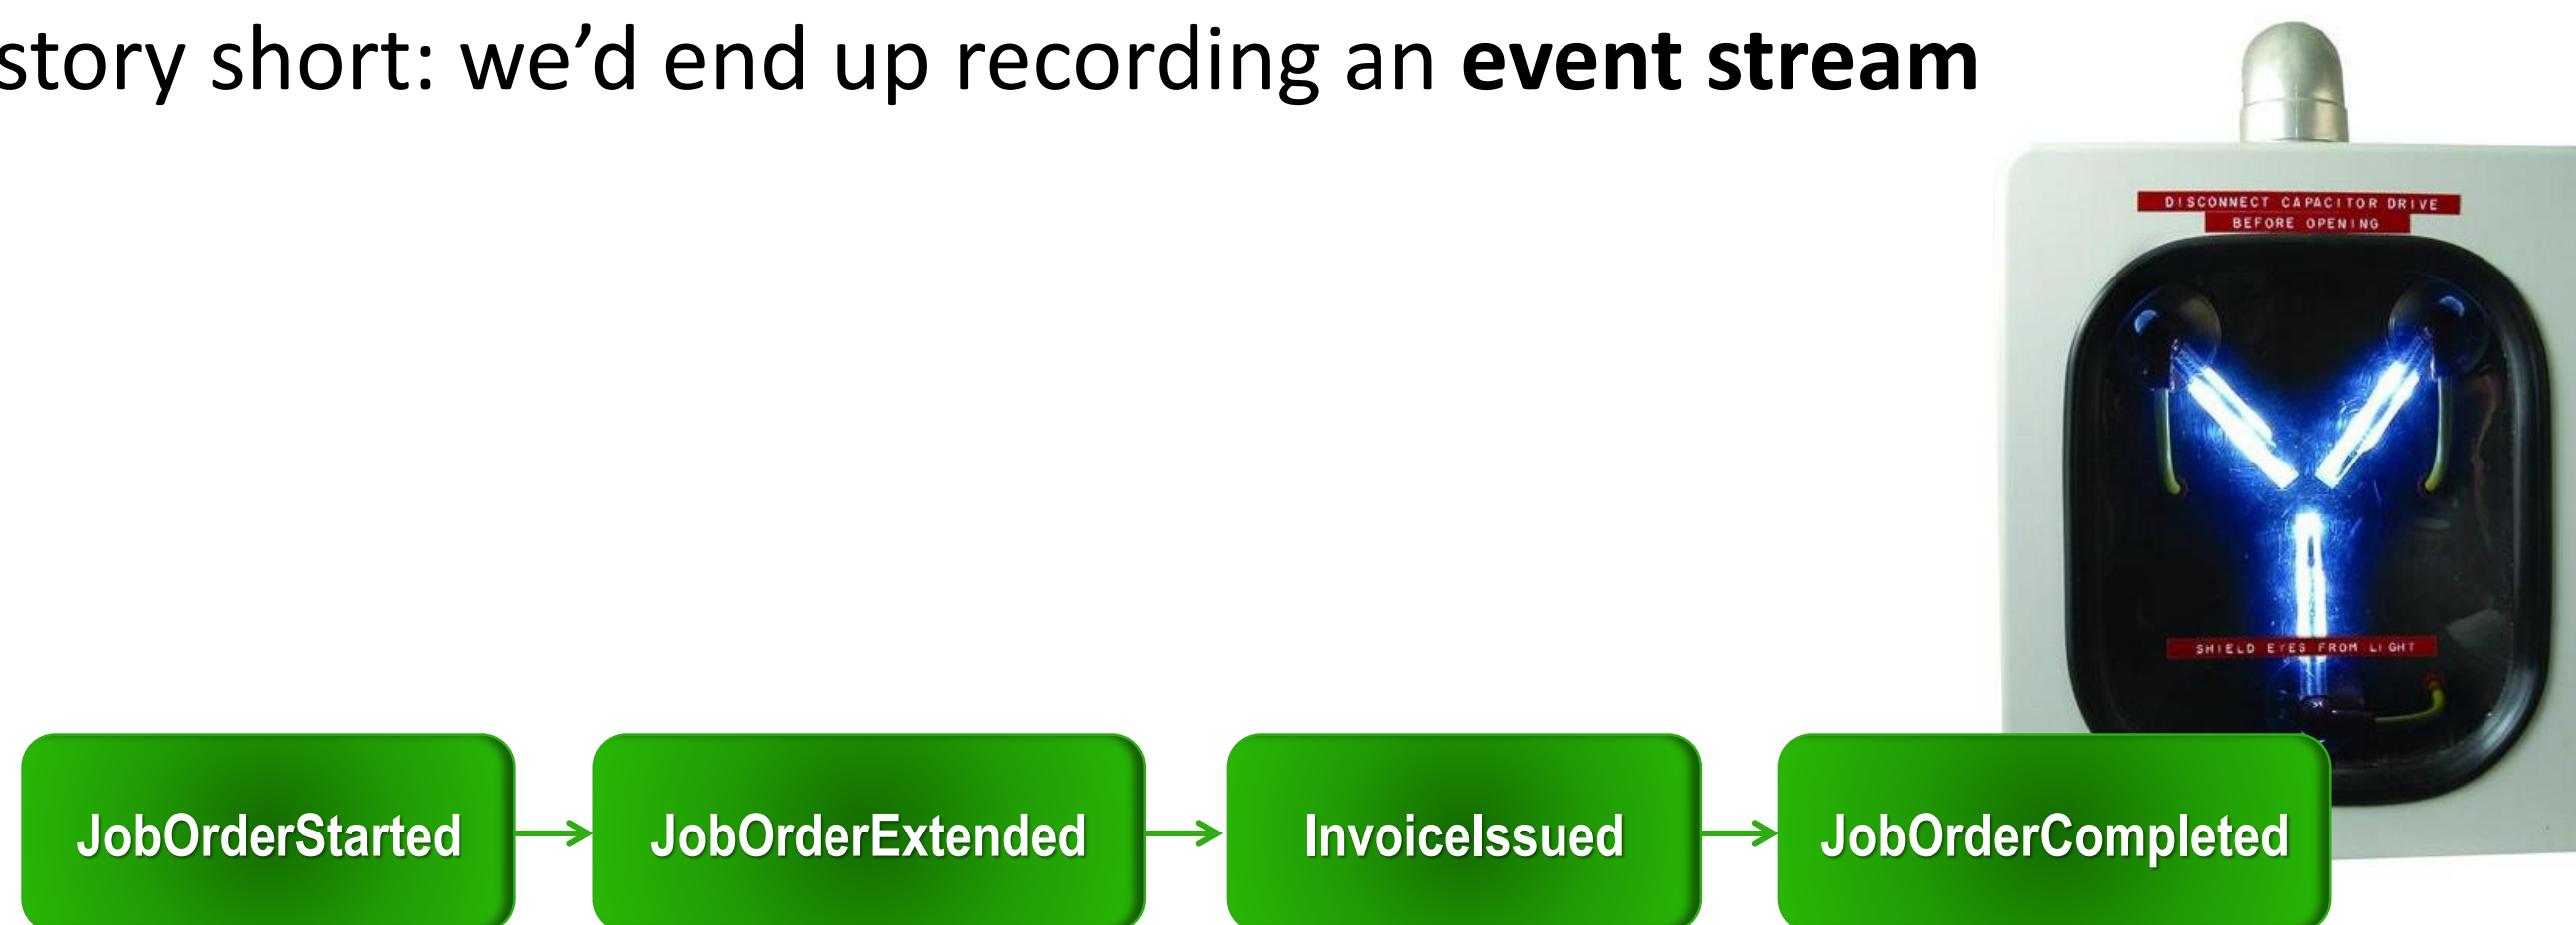 story short: we’d end up recording an event stream
DISCONNECT CAPACITOR DRIVE
BEFORE OPENING
SHIELD EYES FROM LIGHT
JobOrderStarted
JobOrderExtended
InvoiceIssued
JobOrderCompleted